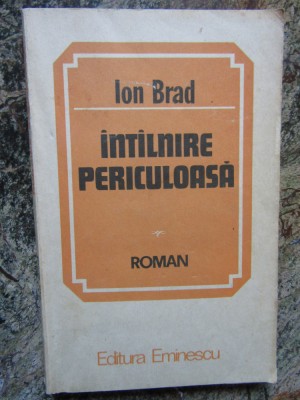 Ion Brad
ÎNTÎLNIRE
PERICULOASĂ
ROMAN
Editura Eminescu